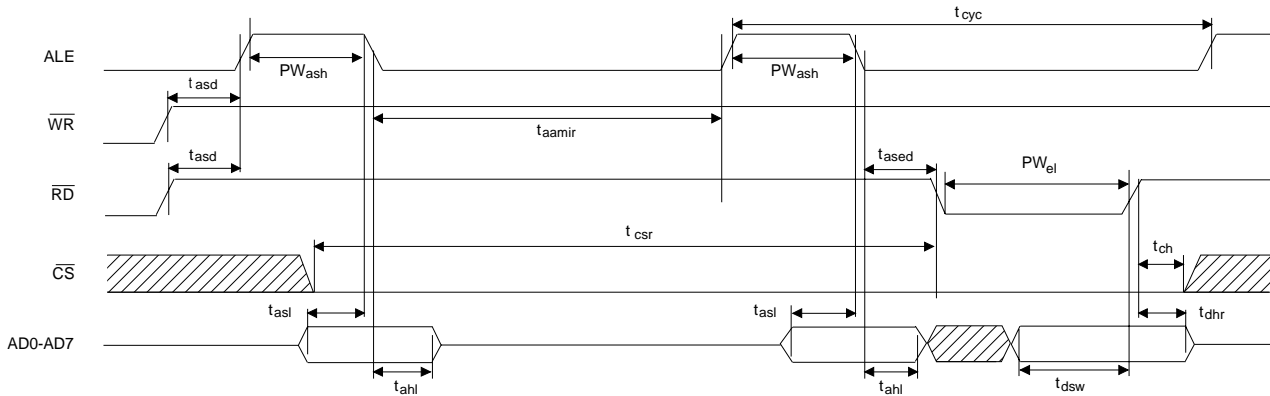 t cyc
ALE
PWash
PWash
t asd
WR
taamir
tasd
tased
PWel
RD
t csr
tch
CS
tasl
tasl
tdhr
AD0-AD7
tahl
tahl
tdsw